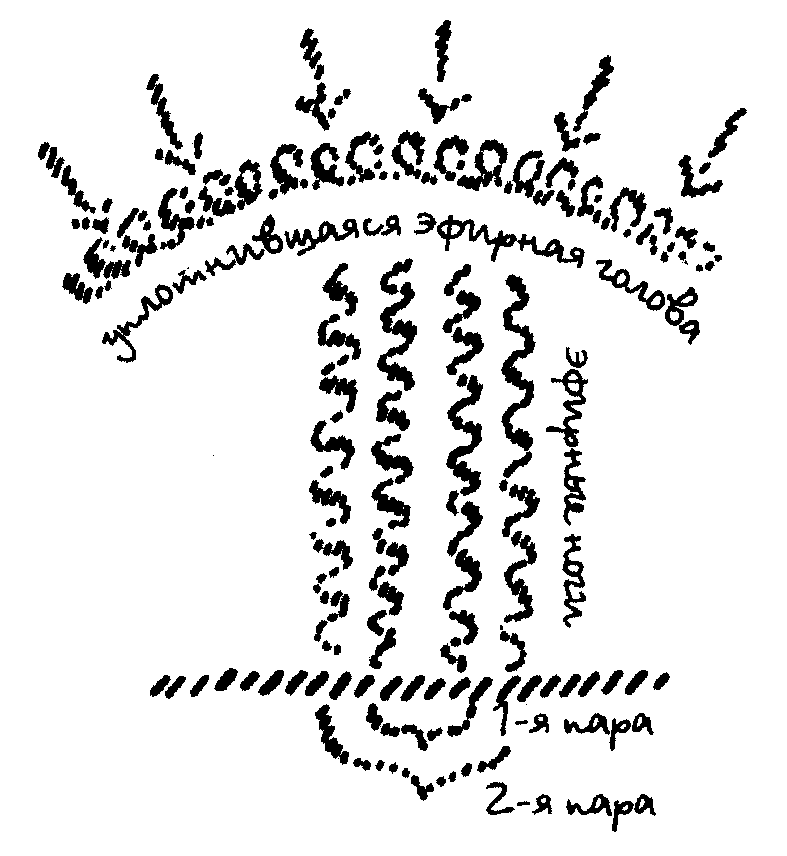 уплотнившаяся эфирная голова
эфирные ноги
1-я пара
2-я пара